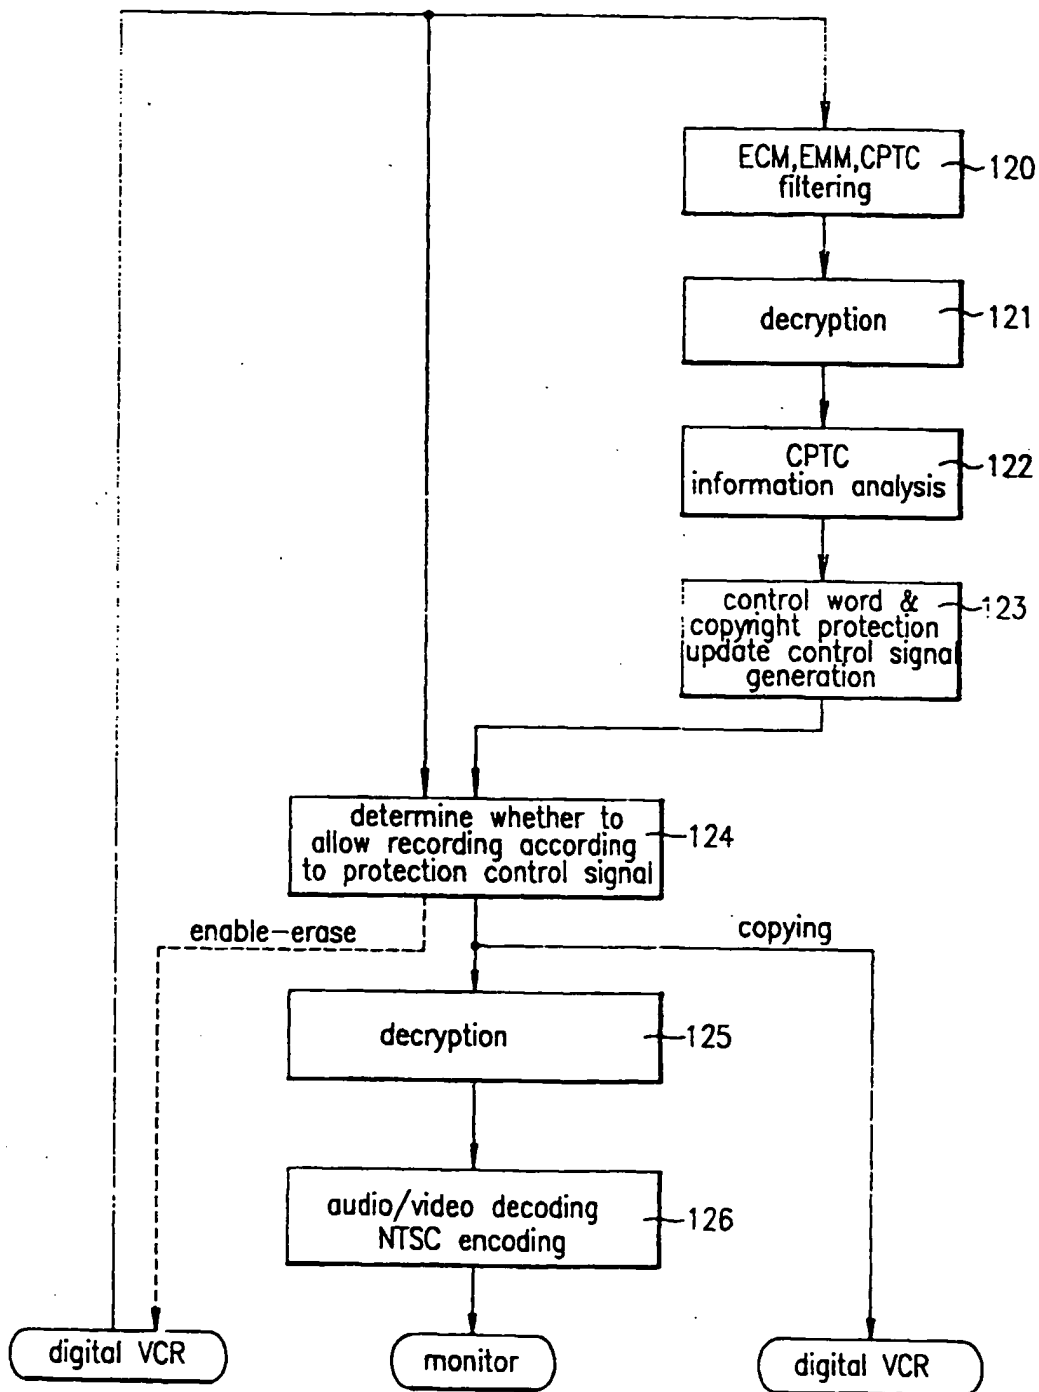 ECM,EMM,CPTC
filtering
120
decryption
121
CPTC
information analysis
122
control word &
copyright protection
update control signal
generation
123
determine whether to
allow recording according
to protection control signal
124
enable-erase
copying
decryption
125
audio/video decoding
NTSC encoding
126
digital VCR
monitor
digital VCR